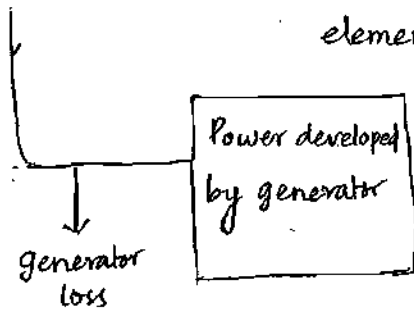 elemen
Power developed
by generator
generator
loss